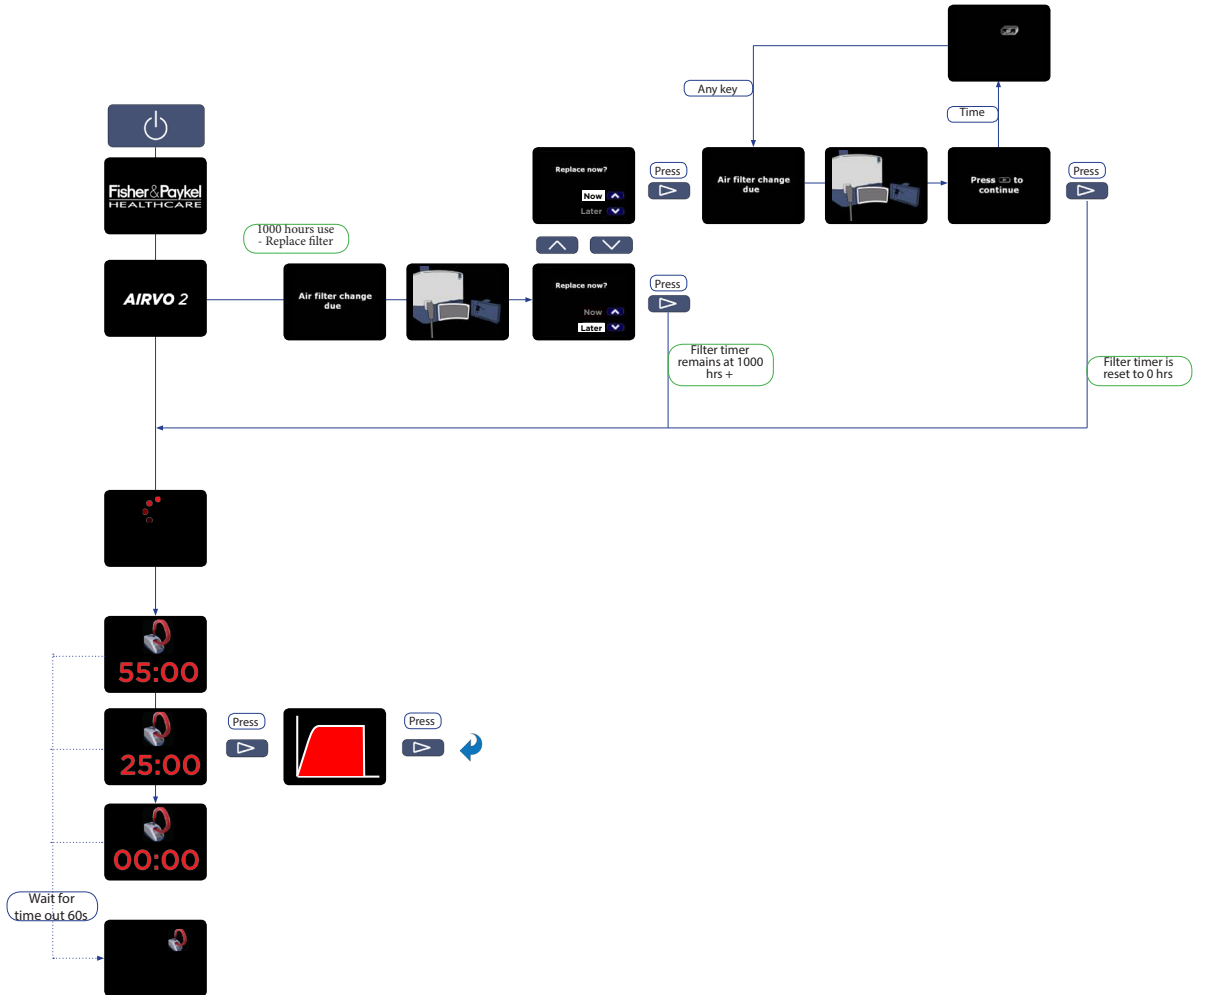 Any key
Time
Fisher&Paykel
HEALTHCARE
Replace now?
Now
Later
Press
Air filter change
due
Press to
continue
Press
1000 hours use
- Replace filter
AIRVO 2
Air filter change
due
Replace now?
Now
Later
Press
Filter timer
remains at 1000
hrs +
Filter timer is
reset to 0 hrs
55:00
25:00
Press
Press
00:00
Wait for
time out 60s